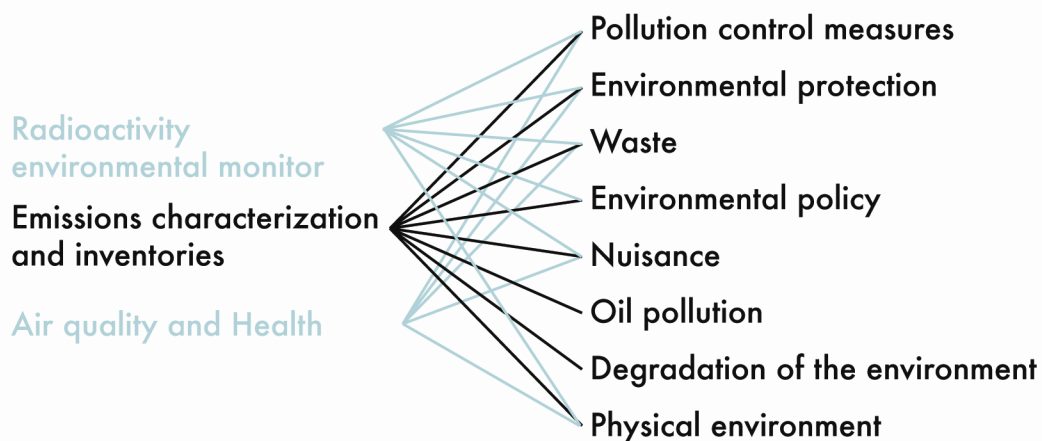 Radioactivity
environmental monitor
Emissions characterization
and inventories
Air quality and Health
Pollution control measures
Environmental protection
Waste
Environmental policy
Nuisance
Oil pollution
Degradation of the environment
Physical environment